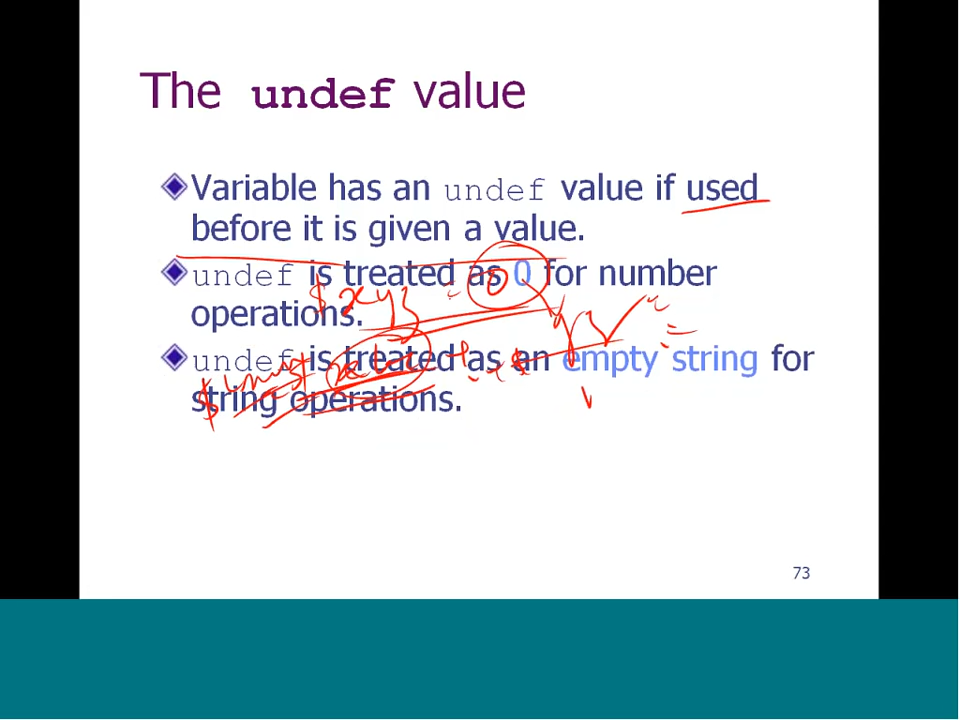 The undef value
Variable has an undef value if used
before it is given a value.
undef is treated as 0 for number
$xyz
operations.
undef is treated as an empty string for
string operations.
73